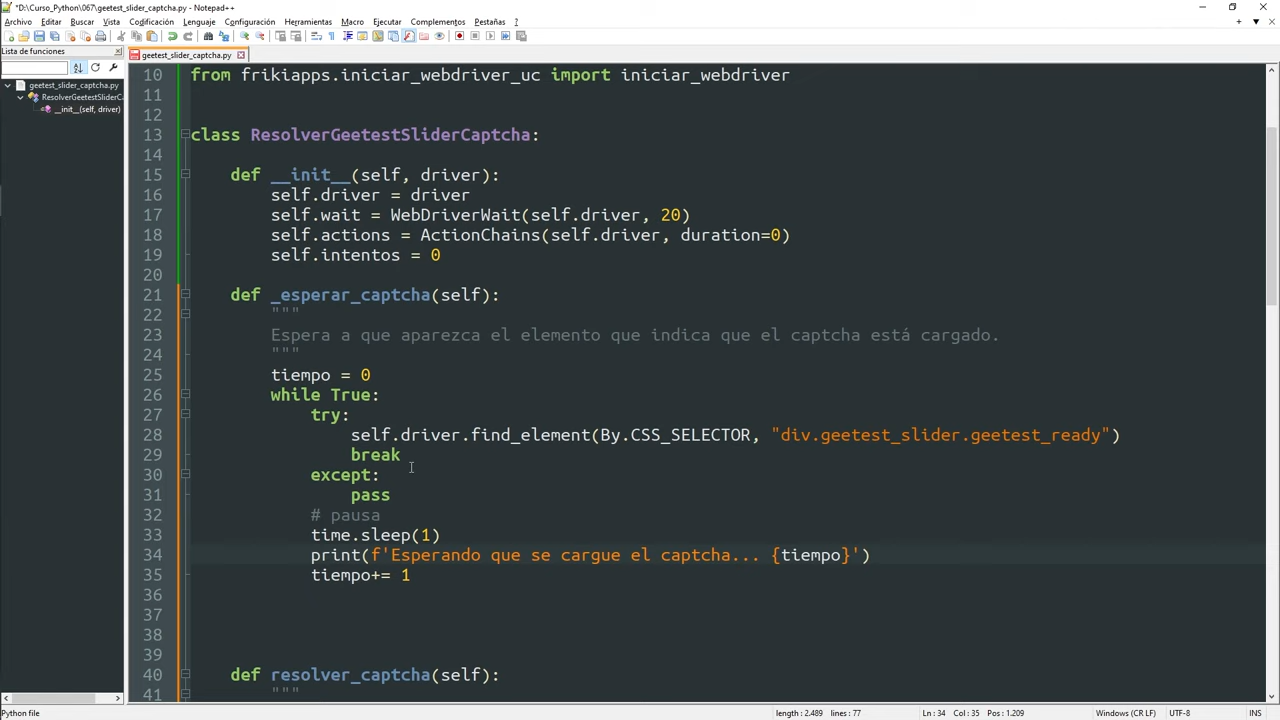 *D:\Curso_Python\067\geetest_slider_captcha.py - Notepad++
Archivo Editar Buscar Vista Codificación Lenguaje Configuración Herramientas Macro Ejecutar Complementos Pestañas ?
Lista de funciones
geetest_slider_captcha.py
geetest_slider_captcha.py
ResolverGeetestSliderCa
__init__(self, driver)
10 from frikiapps.iniciar_webdriver_uc import iniciar_webdriver
11
12
13 class ResolverGeetestSliderCaptcha:
14
15 def __init__(self, driver):
16 self.driver = driver
17 self.wait = WebDriverWait(self.driver, 20)
18 self.actions = ActionChains(self.driver, duration=0)
19 self.intentos = 0
20
21 def _esperar_captcha(self):
22 """
23 Espera a que aparezca el elemento que indica que el captcha está cargado.
24 """
25 tiempo = 0
26 while True:
27 try:
28 self.driver.find_element(By.CSS_SELECTOR, "div.geetest_slider.geetest_ready")
29 break
30 except:
31 pass
32 # pausa
33 time.sleep(1)
34 print(f'Esperando que se cargue el captcha... {tiempo}')
35 tiempo+= 1
36
37
38
39
40 def resolver_captcha(self):
41 """
Python file length : 2.489 lines : 77 Ln : 34 Col : 35 Pos : 1.209 Windows (CR LF) UTF-8 INS